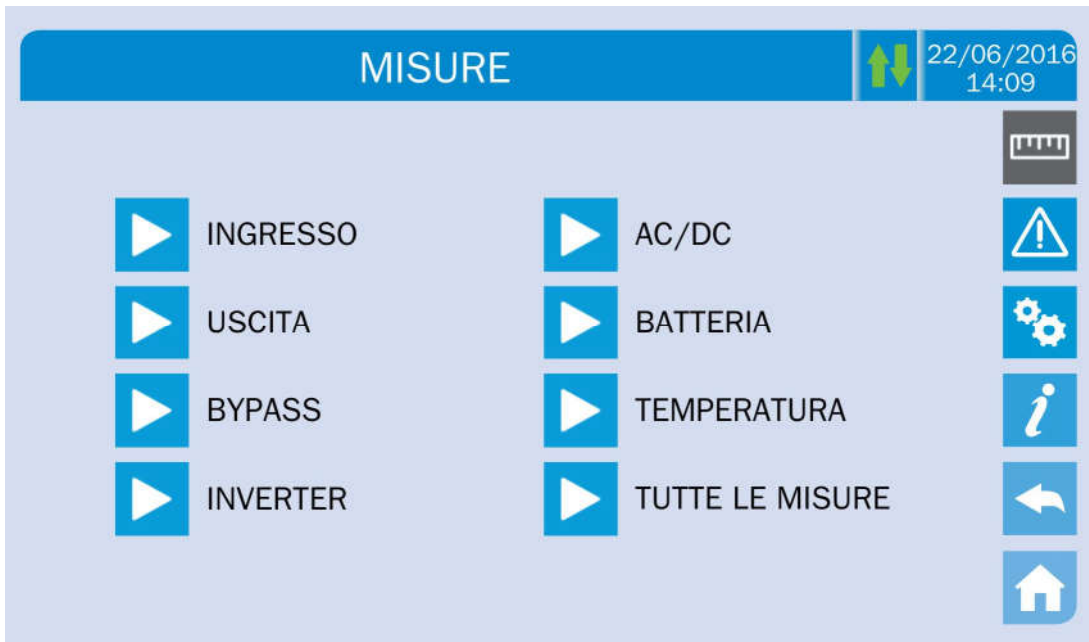 MISURE
22/06/2016
14:09
INGRESSO
AC/DC
USCITA
BATTERIA
BYPASS
TEMPERATURA
INVERTER
TUTTE LE MISURE